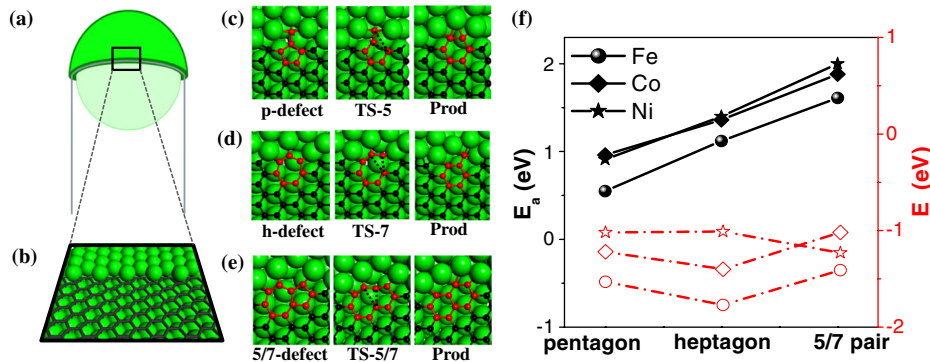 (a)
(b)
(c)
p-defect TS-5 Prod
(d)
h-defect TS-7 Prod
(e)
5/7-defect TS-5/7 Prod
(f)
Fe
Co
Ni
E_a (eV)
2
1
0
-1
E (eV)
1
0
-1
-2
pentagon heptagon 5/7 pair